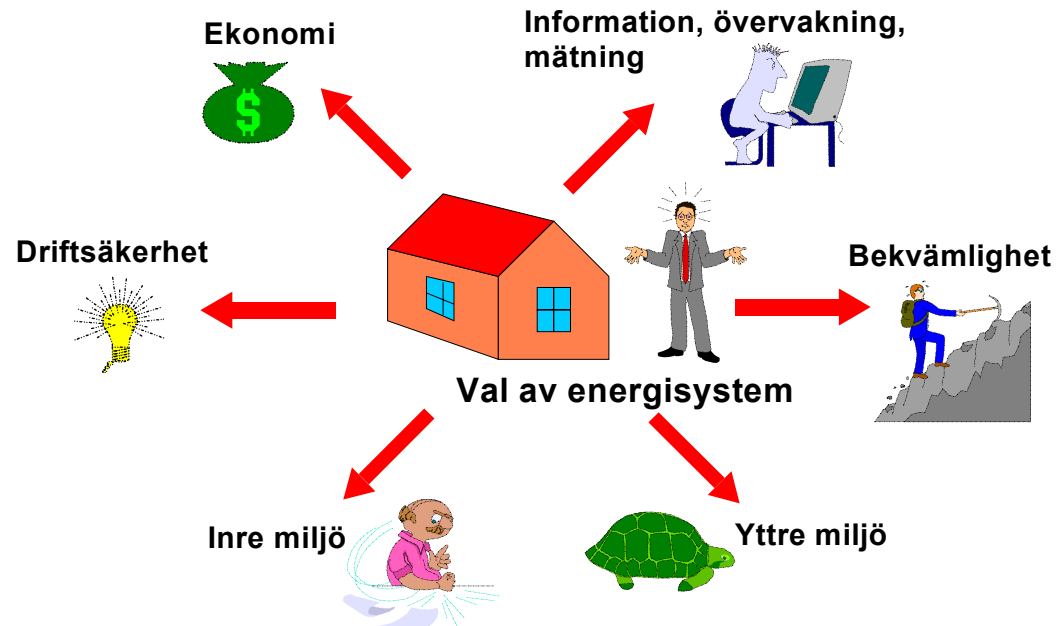 Ekonomi
Information, övervakning,
mätning
$
Driftsäkerhet
Bekvämlighet
Val av energisystem
Inre miljö
Yttre miljö